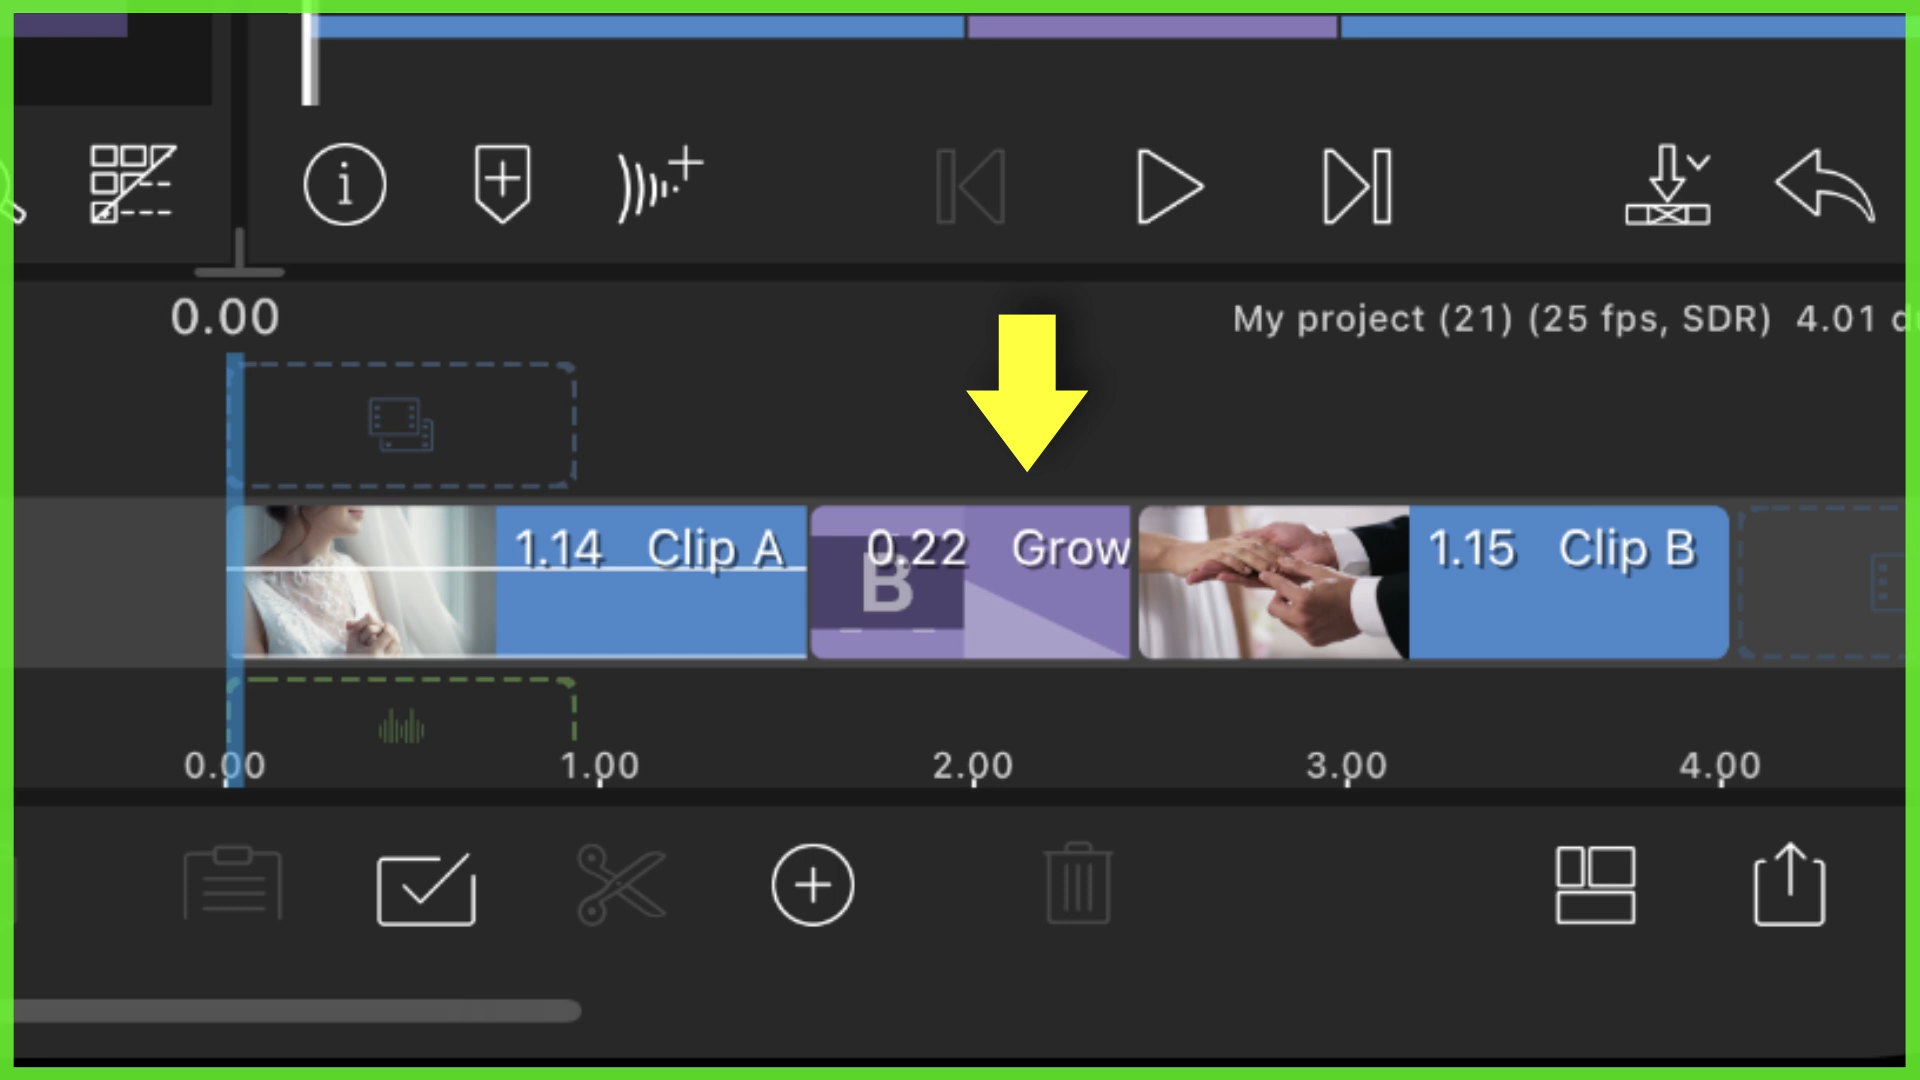 0.00
My project (21) (25 fps, SDR) 4.01
1.14 Clip A
0.22 Grow
B
1.15 Clip B
0.00 1.00 2.00 3.00 4.00